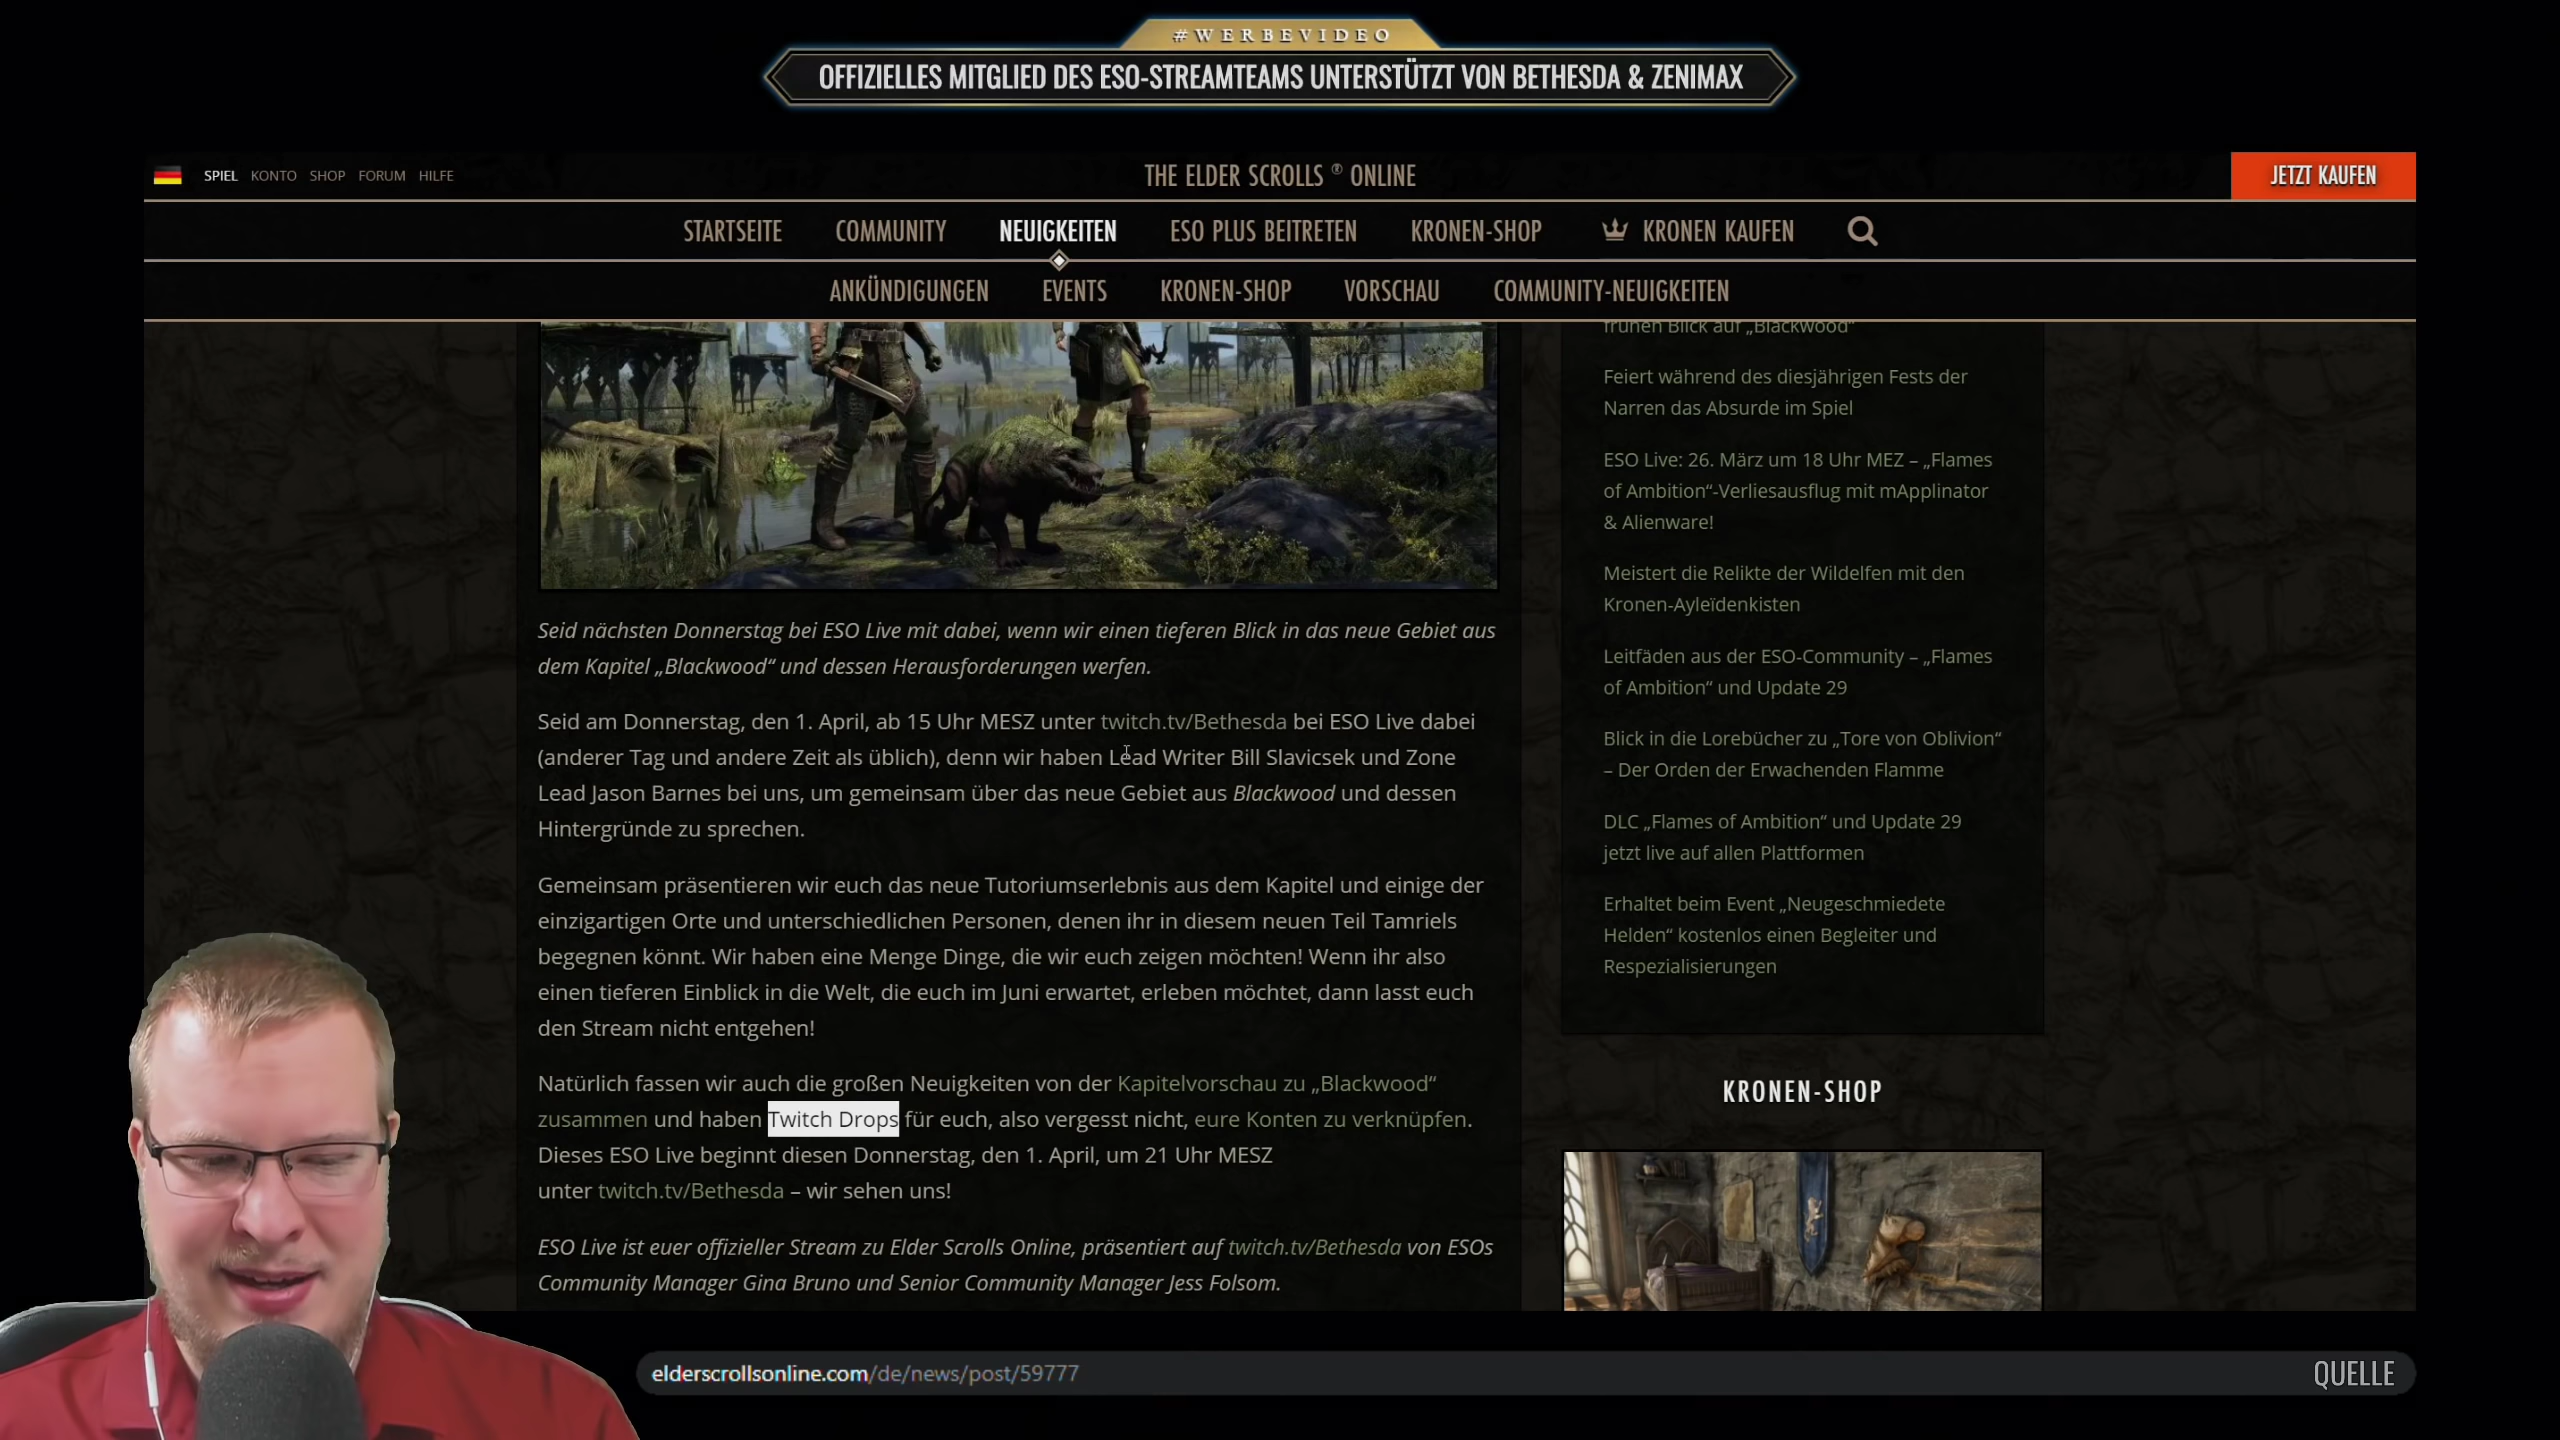 #WERBEVIDEO
OFFIZIELLES MITGLIED DES ESO-STREAMTEAMS UNTERSTÜTZT VON BETHESDA & ZENIMAX
SPIEL KONTO SHOP FORUM HILFE
THE ELDER SCROLLS ® ONLINE
JETZT KAUFEN
STARTSEITE COMMUNITY NEUIGKEITEN ESO PLUS BEITRETEN KRONEN-SHOP KRONEN KAUFEN
ANKÜNDIGUNGEN EVENTS KRONEN-SHOP VORSCHAU COMMUNITY-NEUIGKEITEN
Seid nächsten Donnerstag bei ESO Live mit dabei, wenn wir einen tieferen Blick in das neue Gebiet aus
dem Kapitel „Blackwood“ und dessen Herausforderungen werfen.
Seid am Donnerstag, den 1. April, ab 15 Uhr MESZ unter twitch.tv/Bethesda bei ESO Live dabei
(anderer Tag und andere Zeit als üblich), denn wir haben Lead Writer Bill Slavicsek und Zone
Lead Jason Barnes bei uns, um gemeinsam über das neue Gebiet aus Blackwood und dessen
Hintergründe zu sprechen.
Gemeinsam präsentieren wir euch das neue Tutoriumserlebnis aus dem Kapitel und einige der
einzigartigen Orte und unterschiedlichen Personen, denen ihr in diesem neuen Teil Tamriels
begegnen könnt. Wir haben eine Menge Dinge, die wir euch zeigen möchten! Wenn ihr also
einen tieferen Einblick in die Welt, die euch im Juni erwartet, erleben möchtet, dann lasst euch
den Stream nicht entgehen!
Natürlich fassen wir auch die großen Neuigkeiten von der Kapitelvorschau zu „Blackwood“
zusammen und haben Twitch Drops für euch, also vergesst nicht, eure Konten zu verknüpfen.
Dieses ESO Live beginnt diesen Donnerstag, den 1. April, um 21 Uhr MESZ
unter twitch.tv/Bethesda – wir sehen uns!
ESO Live ist euer offizieller Stream zu Elder Scrolls Online, präsentiert auf twitch.tv/Bethesda von ESOs
Community Manager Gina Bruno und Senior Community Manager Jess Folsom.
frühen Blick auf „Blackwood“
Feiert während des diesjährigen Fests der
Narren das Absurde im Spiel
ESO Live: 26. März um 18 Uhr MEZ – „Flames
of Ambition“-Verliesausflug mit mApplinator
& Alienware!
Meistert die Relikte der Wildelfen mit den
Kronen-Ayleïdenkisten
Leitfäden aus der ESO-Community – „Flames
of Ambition“ und Update 29
Blick in die Lorebücher zu „Tore von Oblivion“
– Der Orden der Erwachenden Flamme
DLC „Flames of Ambition“ und Update 29
jetzt live auf allen Plattformen
Erhaltet beim Event „Neugeschmiedete
Helden“ kostenlos einen Begleiter und
Respezialisierungen
KRONEN-SHOP
elderscrollsonline.com/de/news/post/59777
QUELLE